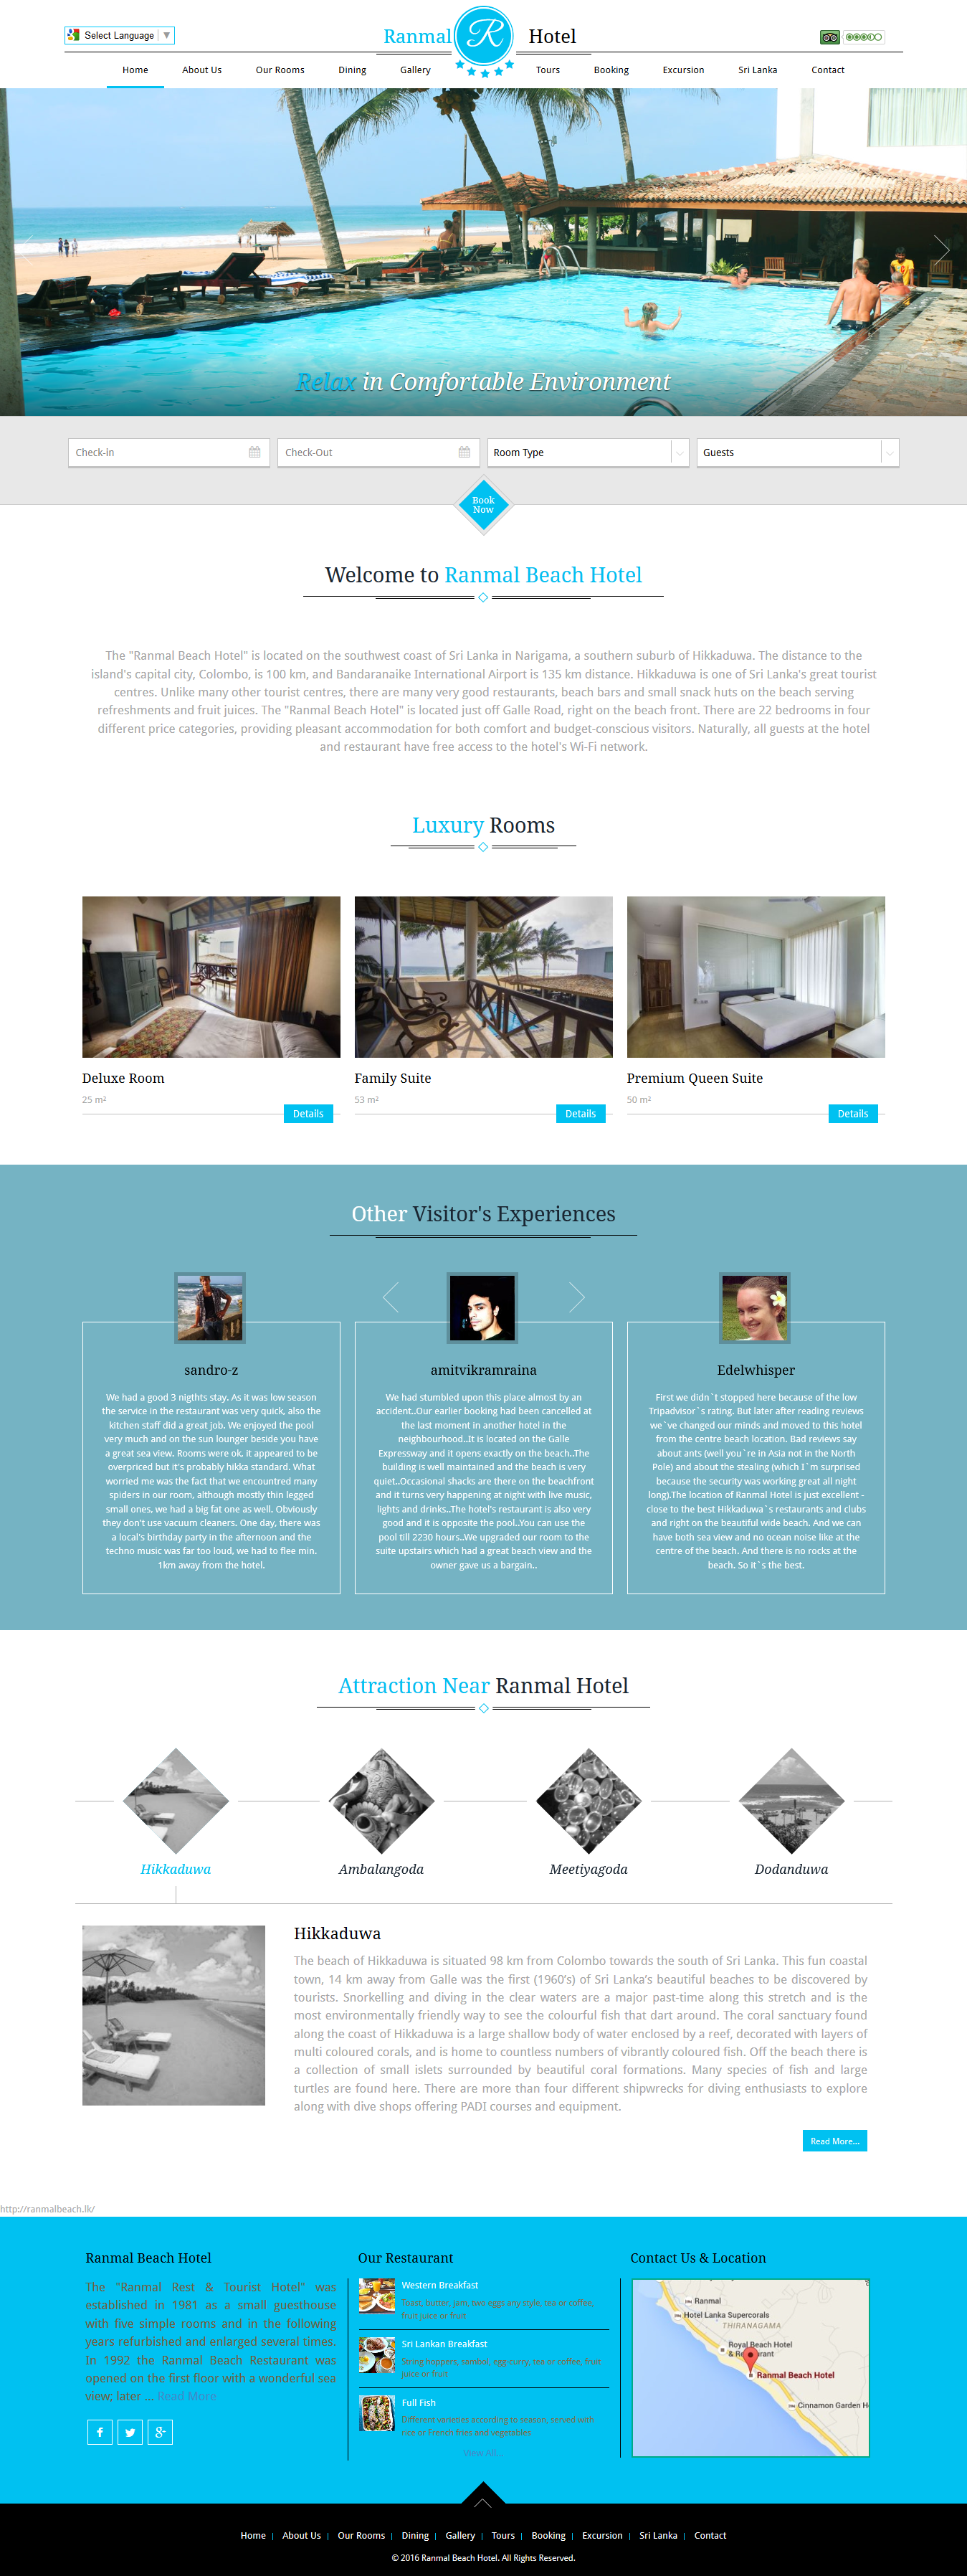 Select Language ▼
Ranmal R Hotel
Home About Us Our Rooms Dining Gallery Tours Booking Excursion Sri Lanka Contact
Relax in Comfortable Environment
Check-in Check-Out Room Type Guests
Book
Now
Welcome to Ranmal Beach Hotel
The "Ranmal Beach Hotel" is located on the southwest coast of Sri Lanka in Narigama, a southern suburb of Hikkaduwa. The distance to the
island's capital city, Colombo, is 100 km, and Bandaranaike International Airport is 135 km distance. Hikkaduwa is one of Sri Lanka's great tourist
centres. Unlike many other tourist centres, there are many very good restaurants, beach bars and small snack huts on the beach serving
refreshments and fruit juices. The "Ranmal Beach Hotel" is located just off Galle Road, right on the beach front. There are 22 bedrooms in four
different price categories, providing pleasant accommodation for both comfort and budget-conscious visitors. Naturally, all guests at the hotel
and restaurant have free access to the hotel's Wi-Fi network.
Luxury Rooms
Deluxe Room
25 m²
Details
Family Suite
53 m²
Details
Premium Queen Suite
50 m²
Details
Other Visitor's Experiences
sandro-z
We had a good 3 nigthts stay. As it was low season
the service in the restaurant was very quick, also the
kitchen staff did a great job. We enjoyed the pool
very much and on the sun lounger beside you have
a great sea view. Rooms were ok, it appeared to be
overpriced but it's probably hikka standard. What
worried me was the fact that we encountred many
spiders in our room, although mostly thin legged
small ones, we had a big fat one as well. Obviously
they don't use vacuum cleaners. One day, there was
a local's birthday party in the afternoon and the
techno music was far too loud, we had to flee min.
1km away from the hotel.
amitvikramraina
We had stumbled upon this place almost by an
accident..Our earlier booking had been cancelled at
the last moment in another hotel in the
neighbourhood..It is located on the Galle
Expressway and it opens exactly on the beach..The
building is well maintained and the beach is very
quiet..Occasional shacks are there on the beachfront
and it turns very happening at night with live music,
lights and drinks..The hotel's restaurant is also very
good and it is opposite the pool..You can use the
pool till 2230 hours..We upgraded our room to the
suite upstairs which had a great beach view and the
owner gave us a bargain..
Edelwhisper
First we didn`t stopped here because of the low
Tripadvisor`s rating. But later after reading reviews
we`ve changed our minds and moved to this hotel
from the centre beach location. Bad reviews say
about ants (well you`re in Asia not in the North
Pole) and about the stealing (which I`m surprised
because the security was working great all night
long).The location of Ranmal Hotel is just excellent -
close to the best Hikkaduwa`s restaurants and clubs
and right on the beautiful wide beach. And we can
have both sea view and no ocean noise like at the
centre of the beach. And there is no rocks at the
beach. So it`s the best.
Attraction Near Ranmal Hotel
Hikkaduwa Ambalangoda Meetiyagoda Dodanduwa
Hikkaduwa
The beach of Hikkaduwa is situated 98 km from Colombo towards the south of Sri Lanka. This fun coastal
town, 14 km away from Galle was the first (1960's) of Sri Lanka's beautiful beaches to be discovered by
tourists. Snorkelling and diving in the clear waters are a major past-time along this stretch and is the
most environmentally friendly way to see the colourful fish that dart around. The coral sanctuary found
along the coast of Hikkaduwa is a large shallow body of water enclosed by a reef, decorated with layers of
multi coloured corals, and is home to countless numbers of vibrantly coloured fish. Off the beach there is
a collection of small islets surrounded by beautiful coral formations. Many species of fish and large
turtles are found here. There are more than four different shipwrecks for diving enthusiasts to explore
along with dive shops offering PADI courses and equipment.
Read More...
http://ranmalbeach.lk/
Ranmal Beach Hotel
The "Ranmal Rest & Tourist Hotel" was
established in 1981 as a small guesthouse
with five simple rooms and in the following
years refurbished and enlarged several times.
In 1992 the Ranmal Beach Restaurant was
opened on the first floor with a wonderful sea
view; later ... Read More
Our Restaurant
Western Breakfast
Toast, butter, jam, two eggs any style, tea or coffee,
fruit juice or fruit
Sri Lankan Breakfast
String hoppers, sambol, egg-curry, tea or coffee, fruit
juice or fruit
Full Fish
Different varieties according to season, served with
rice or French fries and vegetables
View All...
Contact Us & Location
Ranmal
Hotel Lanka Supercorals
THIRANAGAMA
Royal Beach Hotel
& Restaurant
Ranmal Beach Hotel
Cinnamon Garden H
Home | About Us | Our Rooms | Dining | Gallery | Tours | Booking | Excursion | Sri Lanka | Contact
© 2016 Ranmal Beach Hotel. All Rights Reserved.